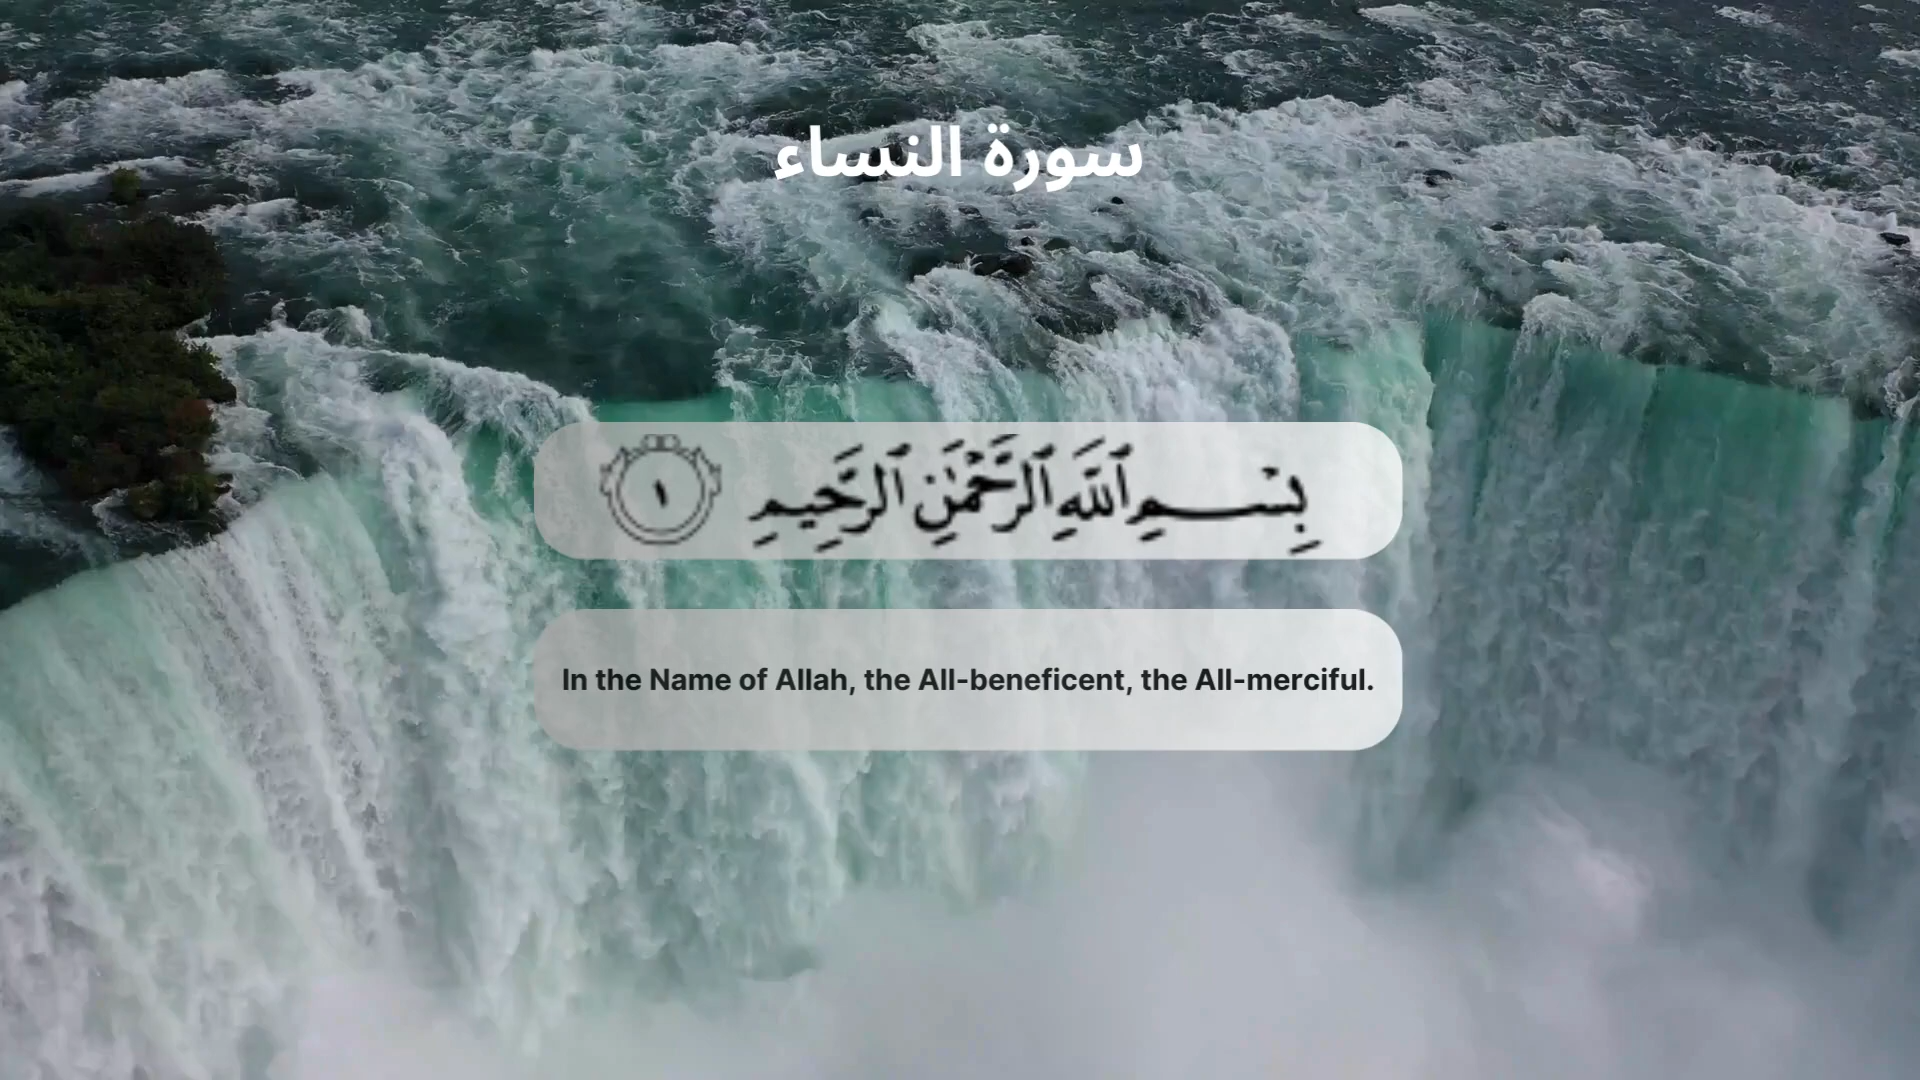 سورة النساء
بِسْمِ ٱللَّهِ ٱلرَّحْمَٰنِ ٱلرَّحِيمِ ١
In the Name of Allah, the All-beneficent, the All-merciful.